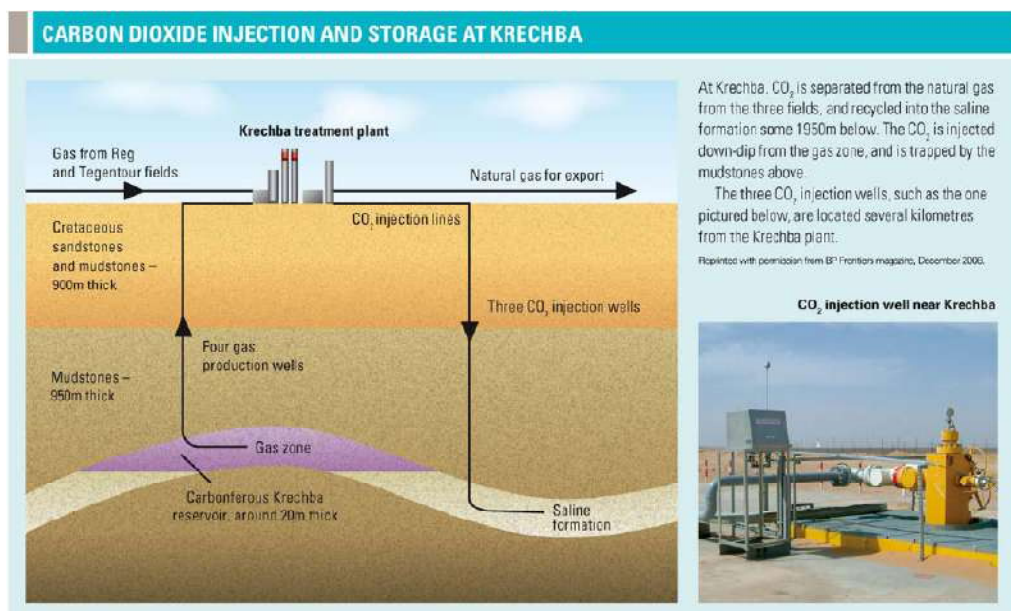 CARBON DIOXIDE INJECTION AND STORAGE AT KRECHBA
Krechba treatment plant
Gas from Reg
and Tegentour fields
Natural gas for export
CO₂ injection lines
Cretaceous
sandstones
and mudstones –
900m thick
Three CO₂ injection wells
Four gas
production wells
Mudstones –
950m thick
Gas zone
Carbonferous Krechba
reservoir, around 20m thick
Saline
formation
At Krechba, CO₂ is separated from the natural gas
from the three fields, and recycled into the saline
formation some 1950m below. The CO₂ is injected
down-dip from the gas zone, and is trapped by the
mudstones above.
The three CO₂ injection wells, such as the one
pictured below, are located several kilometres
from the Krechba plant.
Reprinted with permission from BP Frontiers magazine, December 2006.
CO₂ injection well near Krechba